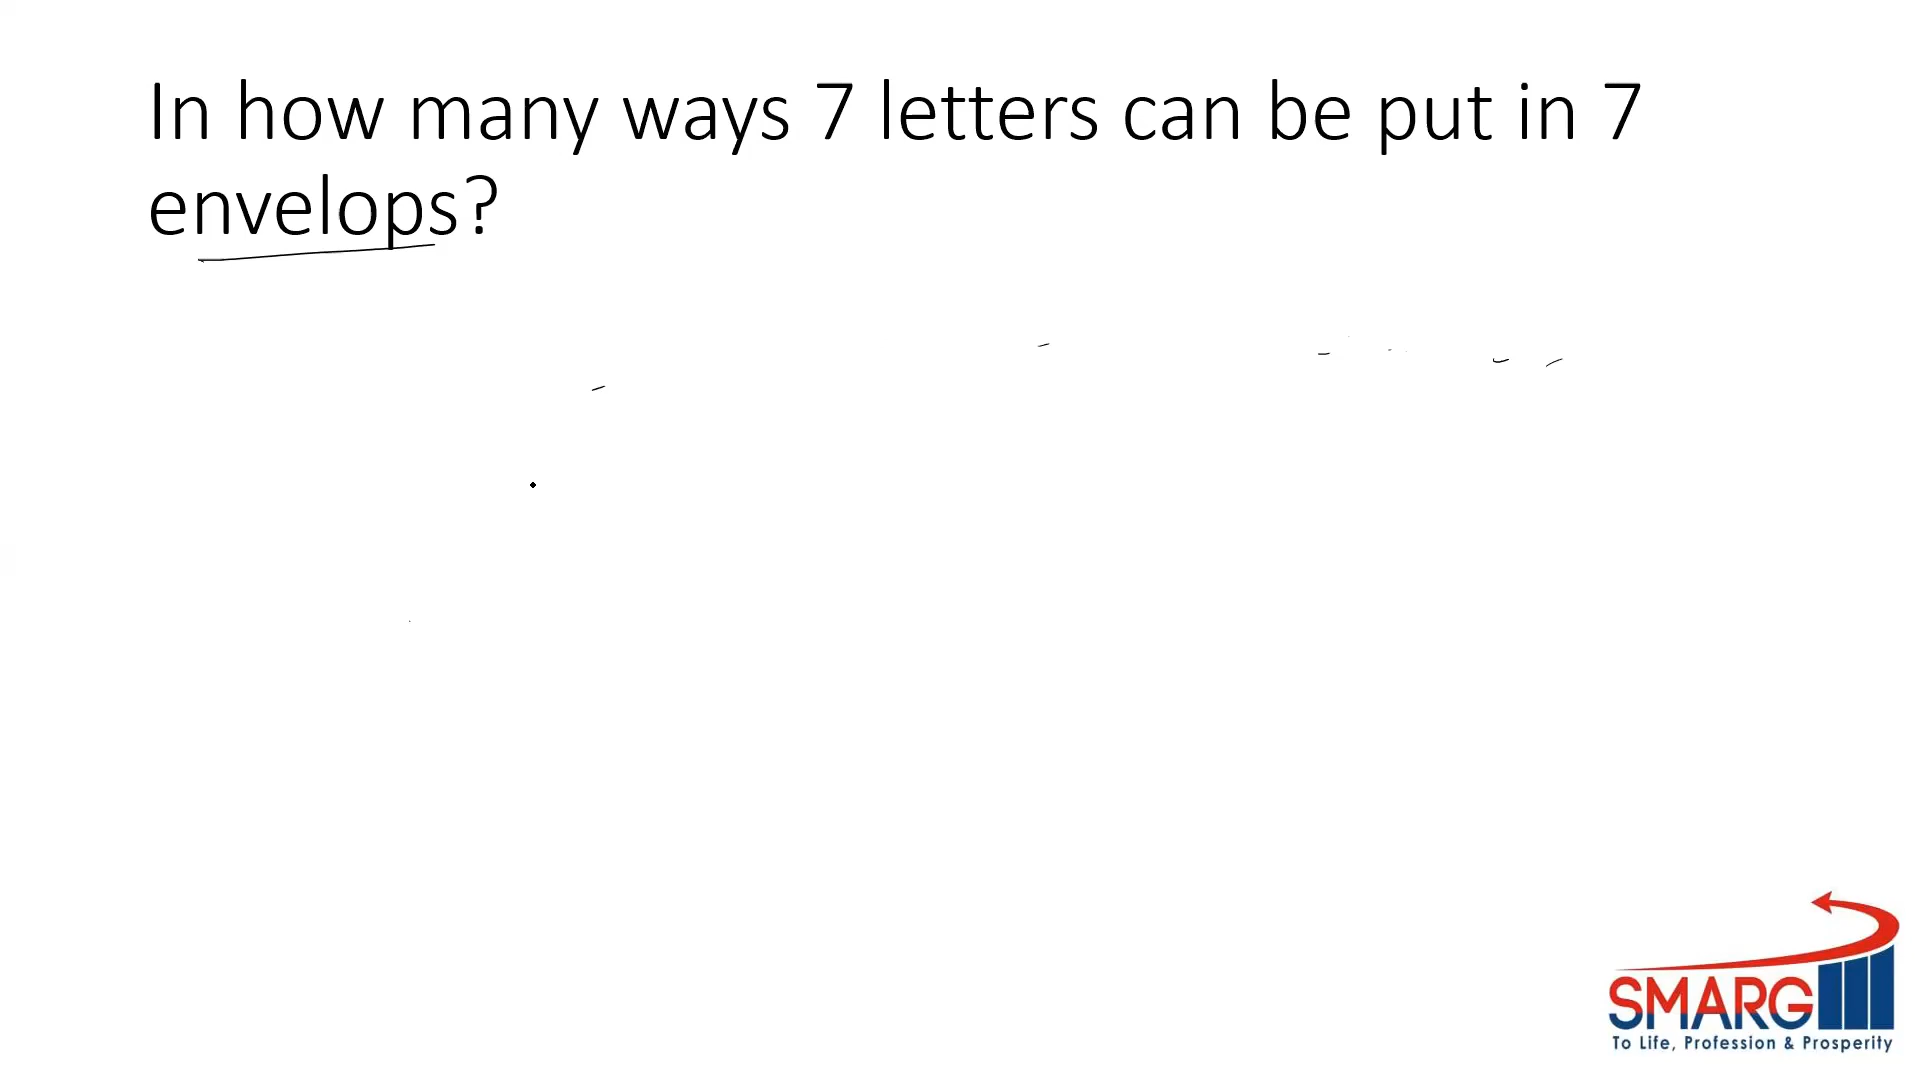 In how many ways 7 letters can be put in 7
envelops?
SMARG
To Life, Profession & Prosperity